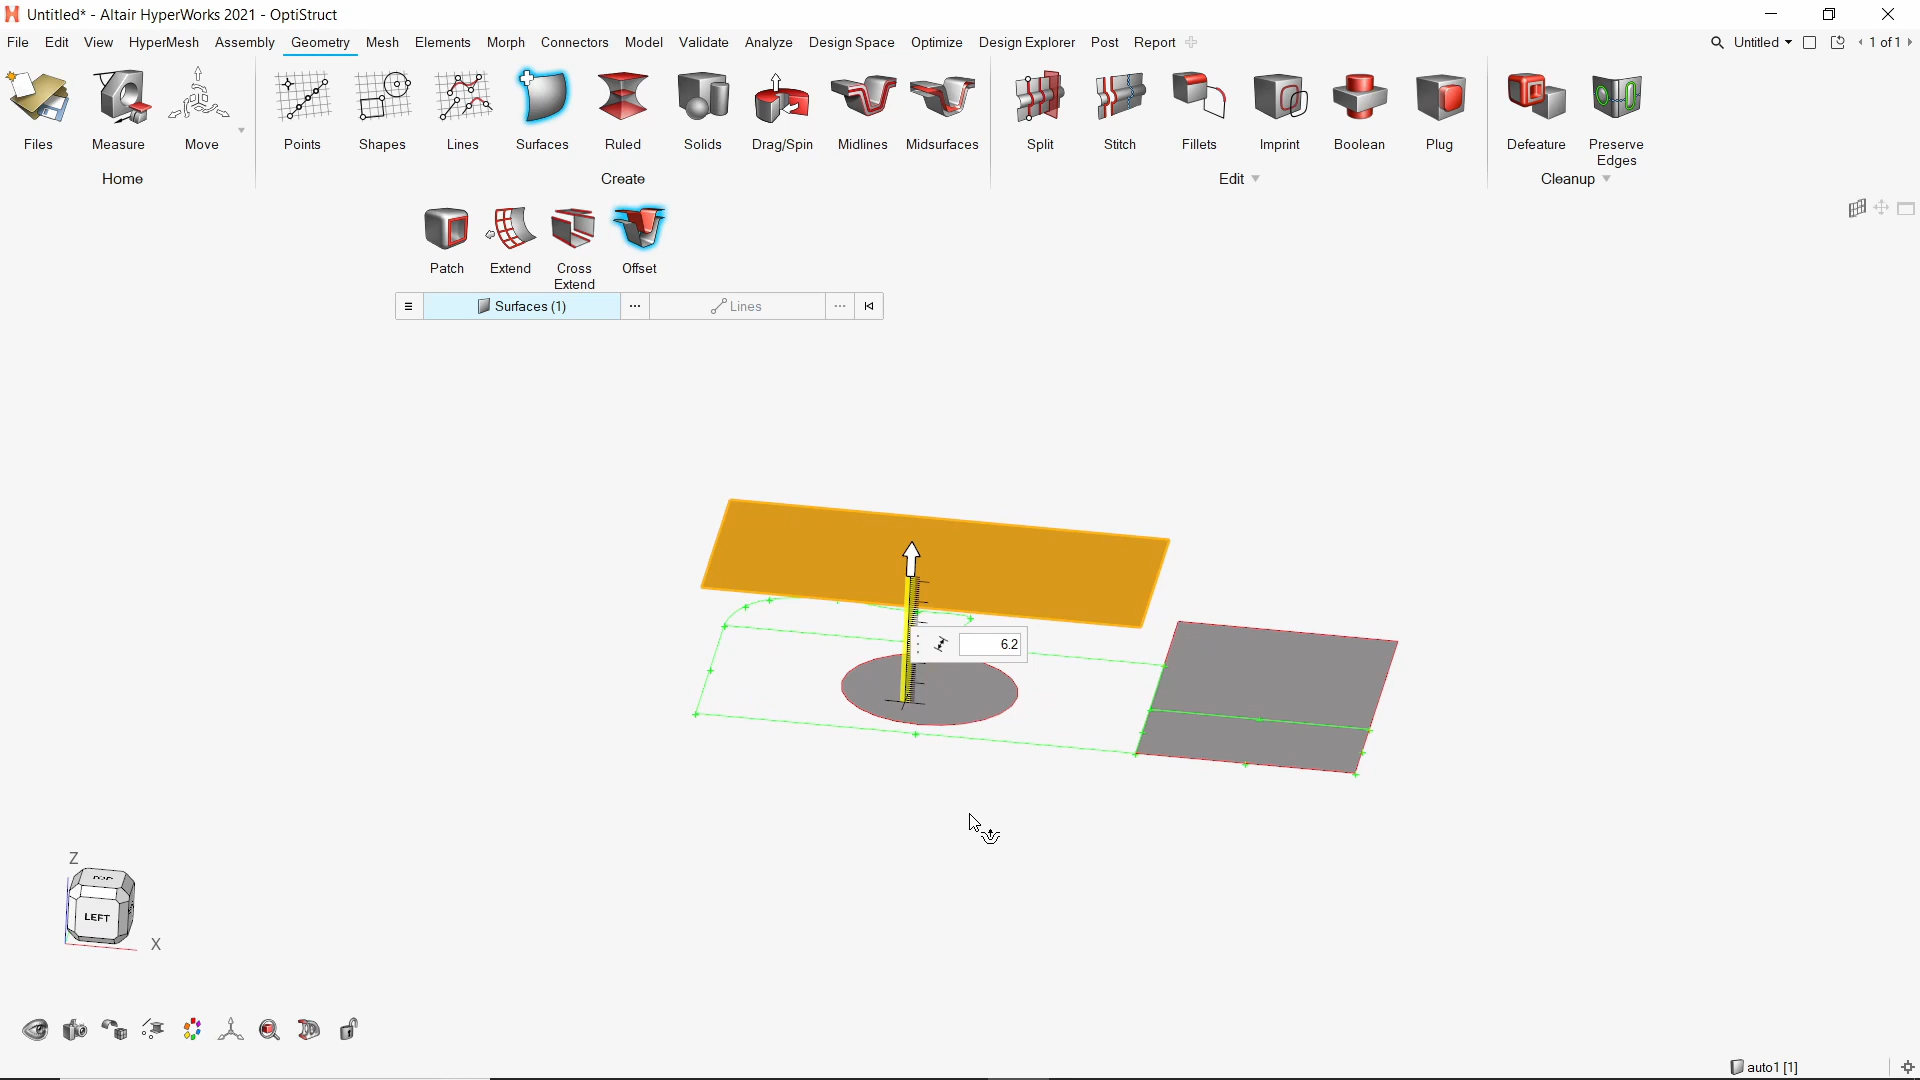 Untitled* - Altair HyperWorks 2021 - OptiStruct
File Edit View HyperMesh Assembly Geometry Mesh Elements Morph Connectors Model Validate Analyze Design Space Optimize Design Explorer Post Report Untitled 1 of 1
Files Measure Move Points Shapes Lines Surfaces Ruled Solids Drag/Spin Midlines Midsurfaces Split Stitch Fillets Imprint Boolean Plug Defeature Preserve Edges
Home Create Edit Cleanup
Patch Extend Cross Extend Offset
Surfaces (1) ... Lines ...
6.2
Z
TOP
LEFT
X
auto1 [1]